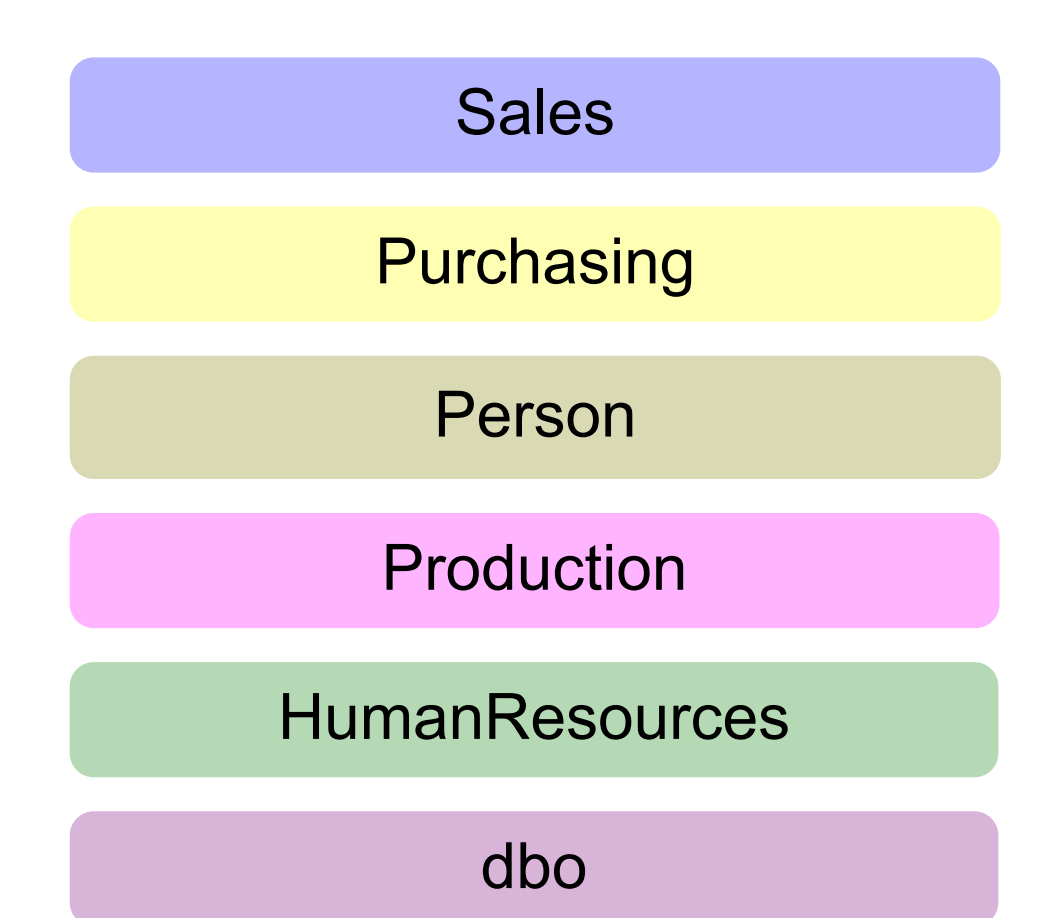 Sales
Purchasing
Person
Production
HumanResources
dbo